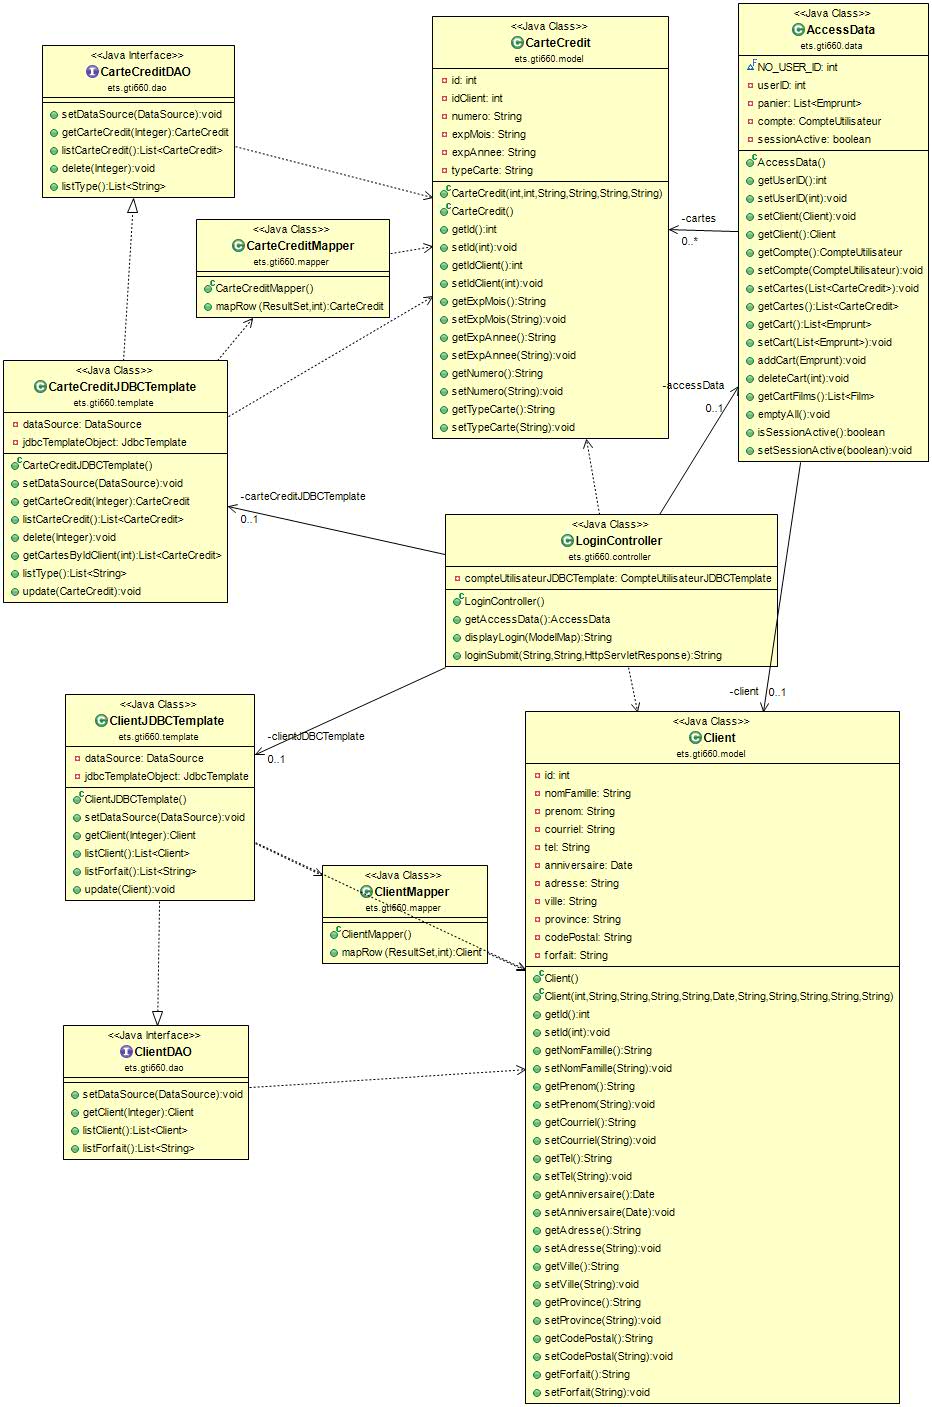 <<Java Interface>>
CarteCreditDAO
ets.gti660.dao
setDataSource(DataSource):void
getCarteCredit(Integer):CarteCredit
listCarteCredit():List<CarteCredit>
delete(Integer):void
listType():List<String>
<<Java Class>>
CarteCredit
ets.gti660.model
id: int
idClient: int
numero: String
expMois: String
expAnnee: String
typeCarte: String
CarteCredit(int,int,String,String,String,String)
CarteCredit()
getId():int
setId(int):void
getIdClient():int
setIdClient(int):void
getExpMois():String
setExpMois(String):void
getExpAnnee():String
setExpAnnee(String):void
getNumero():String
setNumero(String):void
getTypeCarte():String
setTypeCarte(String):void
<<Java Class>>
AccessData
ets.gti660.data
NO_USER_ID: int
userID: int
panier: List<Emprunt>
compte: CompteUtilisateur
sessionActive: boolean
AccessData()
getUserID():int
setUserID(int):void
setClient(Client):void
getClient():Client
getCompte():CompteUtilisateur
setCompte(CompteUtilisateur):void
setCartes(List<CarteCredit>):void
getCartes():List<CarteCredit>
getCart():List<Emprunt>
setCart(List<Emprunt>):void
addCart(Emprunt):void
deleteCart(int):void
getCartFilms():List<Film>
emptyAll():void
isSessionActive():boolean
setSessionActive(boolean):void
-cartes
0..*
<<Java Class>>
CarteCreditMapper
ets.gti660.mapper
CarteCreditMapper()
mapRow(ResultSet,int):CarteCredit
<<Java Class>>
CarteCreditJDBCTemplate
ets.gti660.template
dataSource: DataSource
jdbcTemplateObject: JdbcTemplate
CarteCreditJDBCTemplate()
setDataSource(DataSource):void
getCarteCredit(Integer):CarteCredit
listCarteCredit():List<CarteCredit>
delete(Integer):void
getCartesByIdClient(int):List<CarteCredit>
listType():List<String>
update(CarteCredit):void
-accessData
0..1
-carteCreditJDBCTemplate
0..1
<<Java Class>>
LoginController
ets.gti660.controller
compteUtilisateurJDBCTemplate: CompteUtilisateurJDBCTemplate
LoginController()
getAccessData():AccessData
displayLogin(ModelMap):String
loginSubmit(String,String,HttpServletResponse):String
-client
0..1
<<Java Class>>
ClientJDBCTemplate
ets.gti660.template
dataSource: DataSource
jdbcTemplateObject: JdbcTemplate
ClientJDBCTemplate()
setDataSource(DataSource):void
getClient(Integer):Client
listClient():List<Client>
listForfait():List<String>
update(Client):void
-clientJDBCTemplate
0..1
<<Java Class>>
ClientMapper
ets.gti660.mapper
ClientMapper()
mapRow(ResultSet,int):Client
<<Java Interface>>
ClientDAO
ets.gti660.dao
setDataSource(DataSource):void
getClient(Integer):Client
listClient():List<Client>
listForfait():List<String>
<<Java Class>>
Client
ets.gti660.model
id: int
nomFamille: String
prenom: String
courriel: String
tel: String
anniversaire: Date
adresse: String
ville: String
province: String
codePostal: String
forfait: String
Client()
Client(int,String,String,String,String,Date,String,String,String,String,String)
getId():int
setId(int):void
getNomFamille():String
setNomFamille(String):void
getPrenom():String
setPrenom(String):void
getCourriel():String
setCourriel(String):void
getTel():String
setTel(String):void
getAnniversaire():Date
setAnniversaire(Date):void
getAdresse():String
setAdresse(String):void
getVille():String
setVille(String):void
getProvince():String
setProvince(String):void
getCodePostal():String
setCodePostal(String):void
getForfait():String
setForfait(String):void